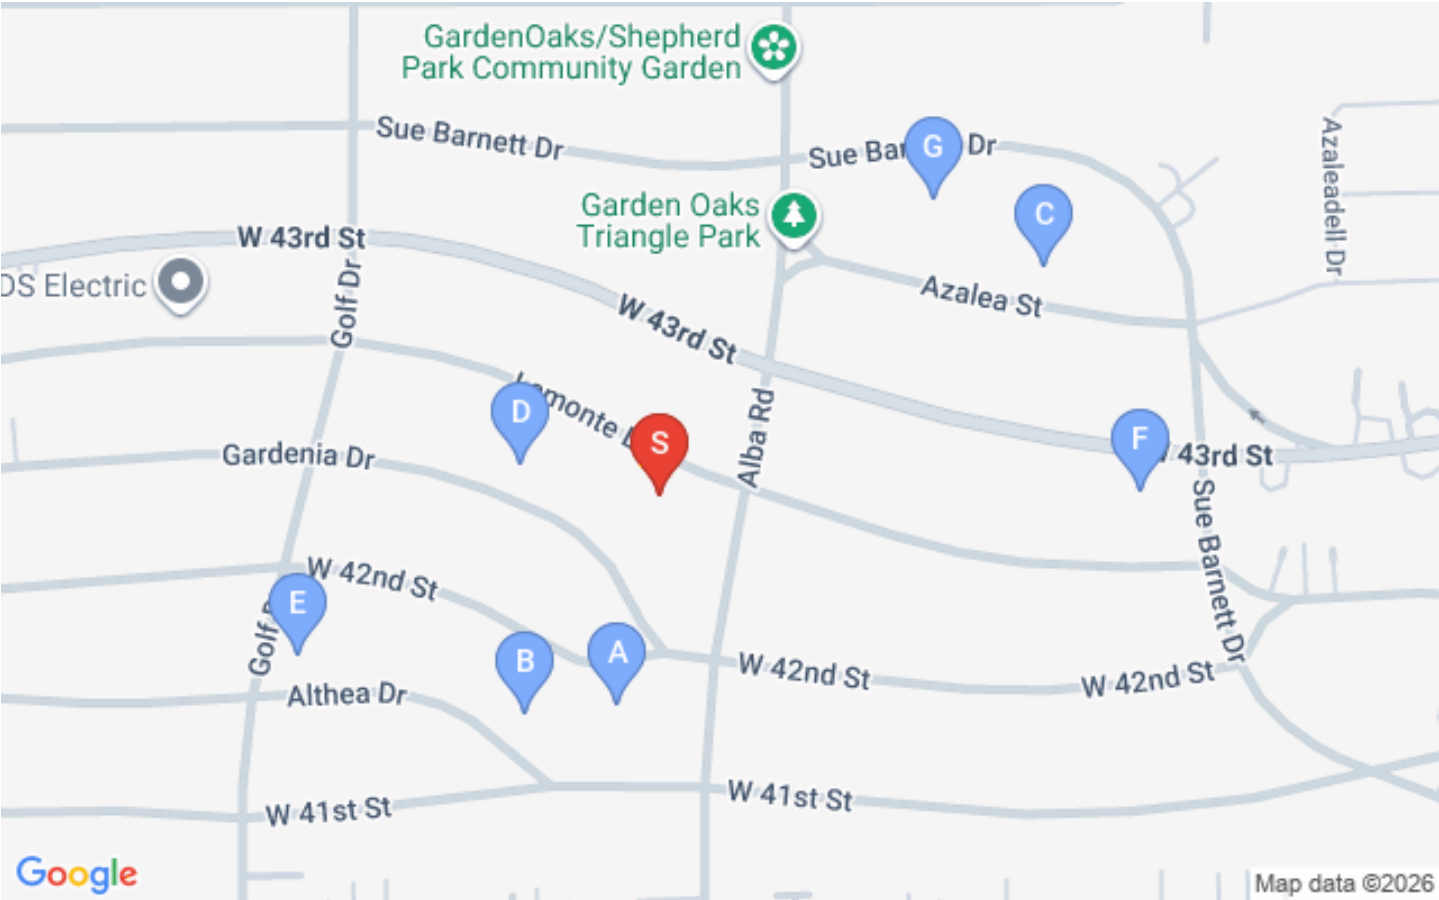 GardenOaks/Shepherd
Park Community Garden
Sue Barnett Dr
Sue Bar
Dr
G
Azaleadell Dr
C
Garden Oaks
Triangle Park
W 43rd St
DS Electric
Golf Dr
Azalea St
W 43rd St
Lamonte
D
S
Alba Rd
F
43rd St
Gardenia Dr
Sue Barnett Dr
W 42nd St
E
Golf
B
A
W 42nd St
W 42nd St
Althea Dr
W 41st St
W 41st St
Google
Map data ©2026